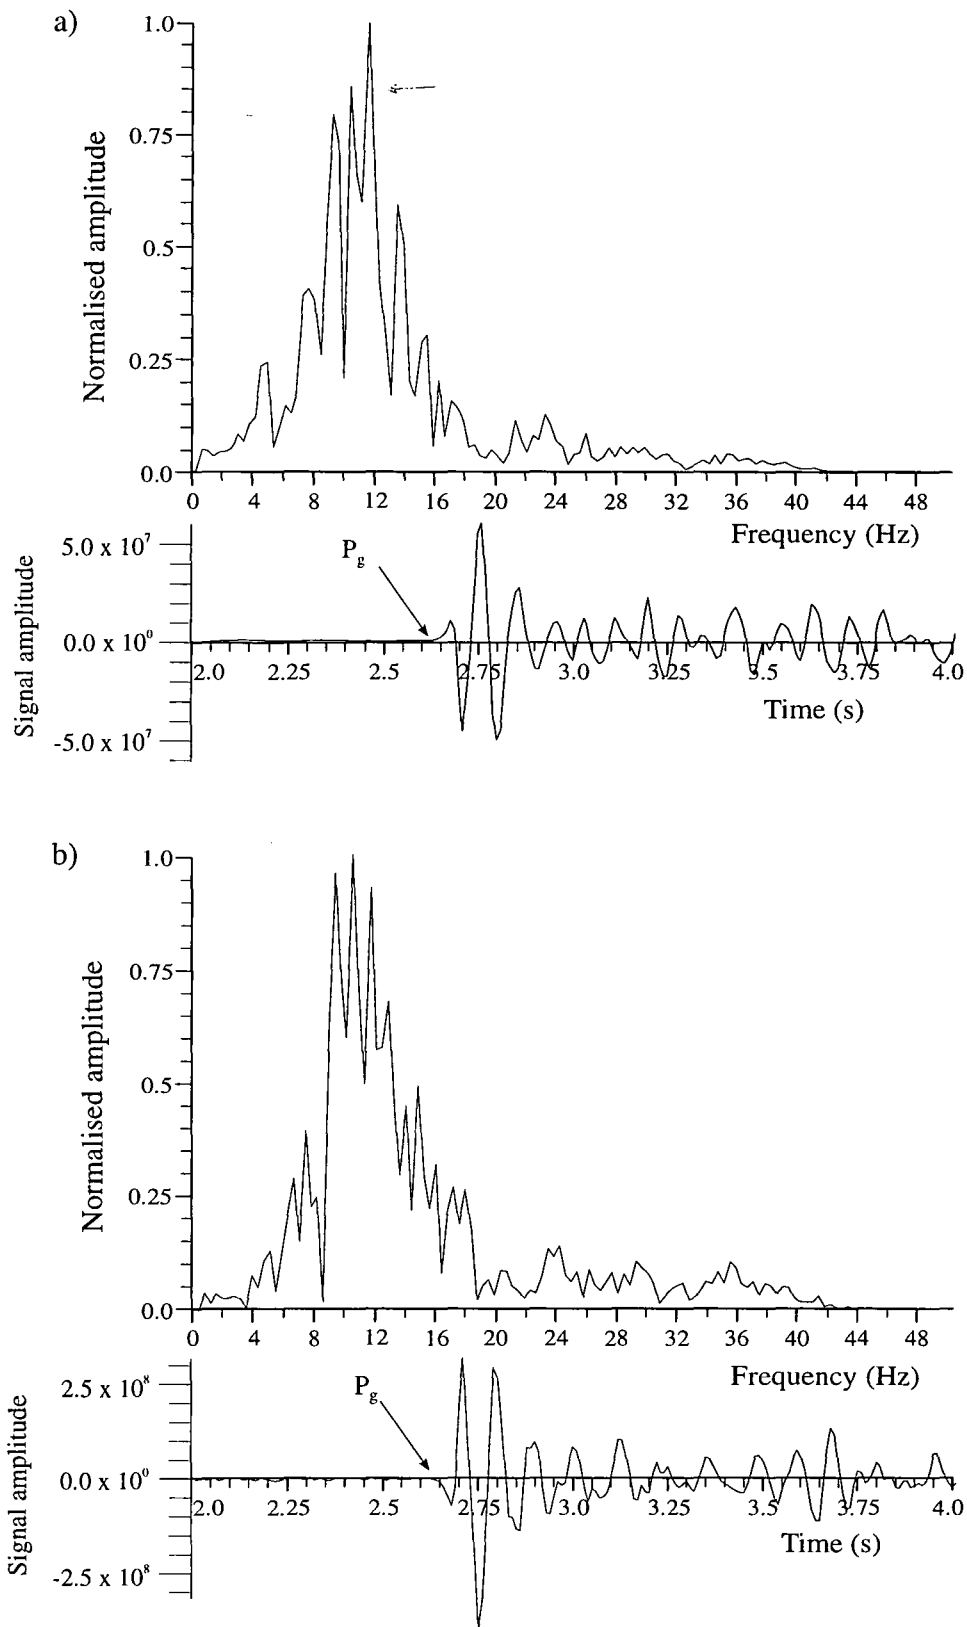 a)
Normalised amplitude
1.0
0.75
0.5
0.25
0.0
0 4 8 12 16 20 24 28 32 36 40 44 48
Frequency (Hz)
Signal amplitude
5.0 x 10⁷
0.0 x 10⁰
-5.0 x 10⁷
Pg
2.0 2.25 2.5 2.75 3.0 3.25 3.5 3.75 4.0
Time (s)
b)
Normalised amplitude
1.0
0.75
0.5
0.25
0.0
0 4 8 12 16 20 24 28 32 36 40 44 48
Frequency (Hz)
Signal amplitude
2.5 x 10⁸
0.0 x 10⁰
-2.5 x 10⁸
Pg
2.0 2.25 2.5 2.75 3.0 3.25 3.5 3.75 4.0
Time (s)